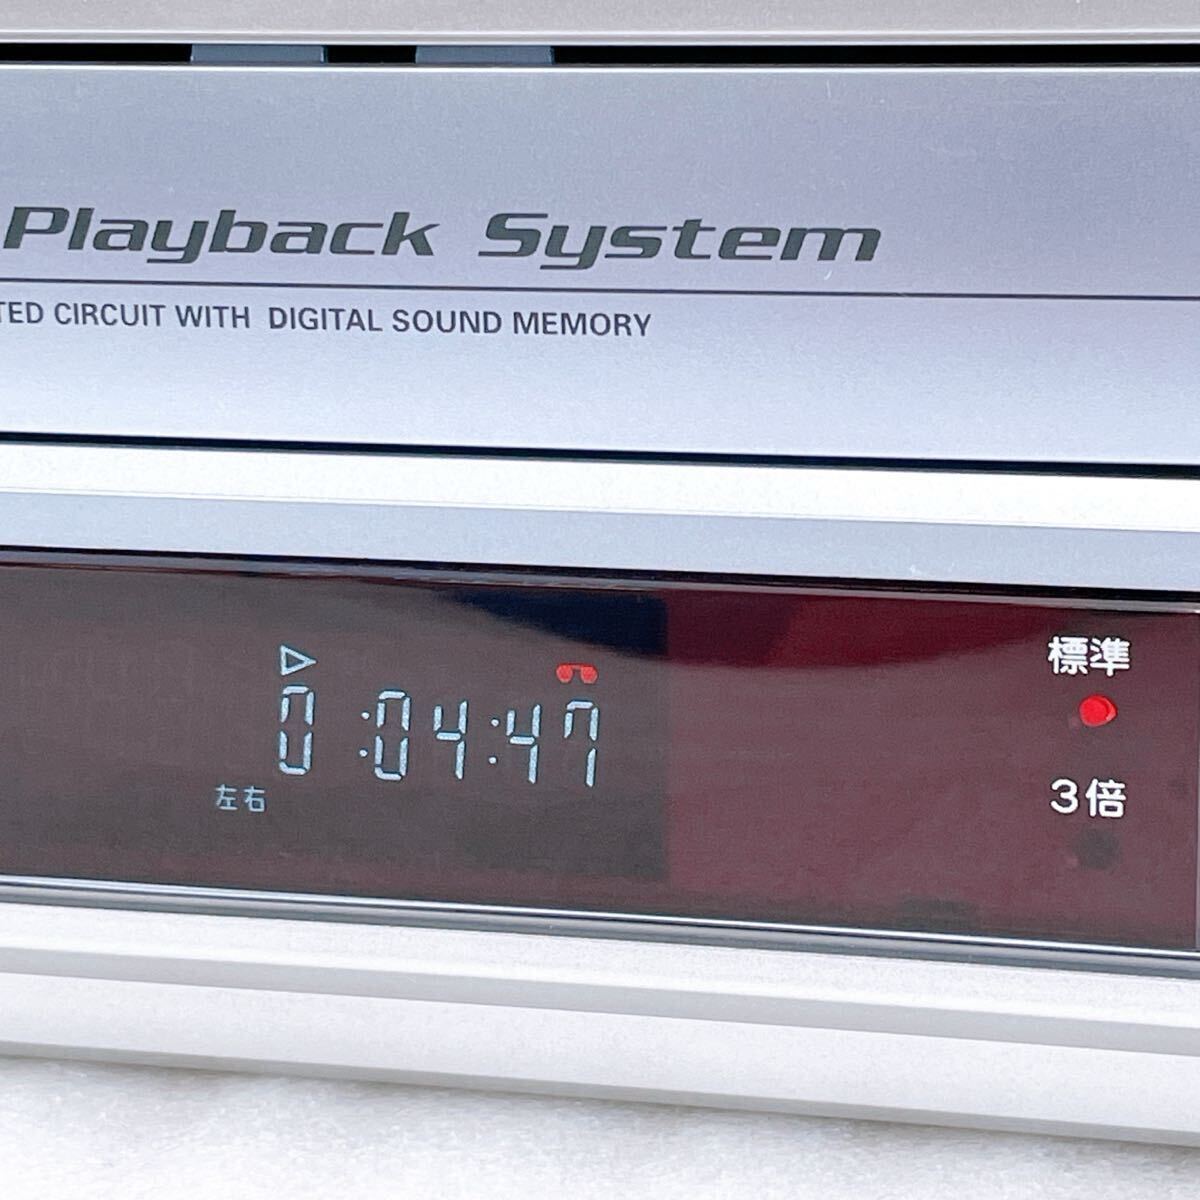 Playback System
TED CIRCUIT WITH DIGITAL SOUND MEMORY
標準
0:04:47
左右
3倍